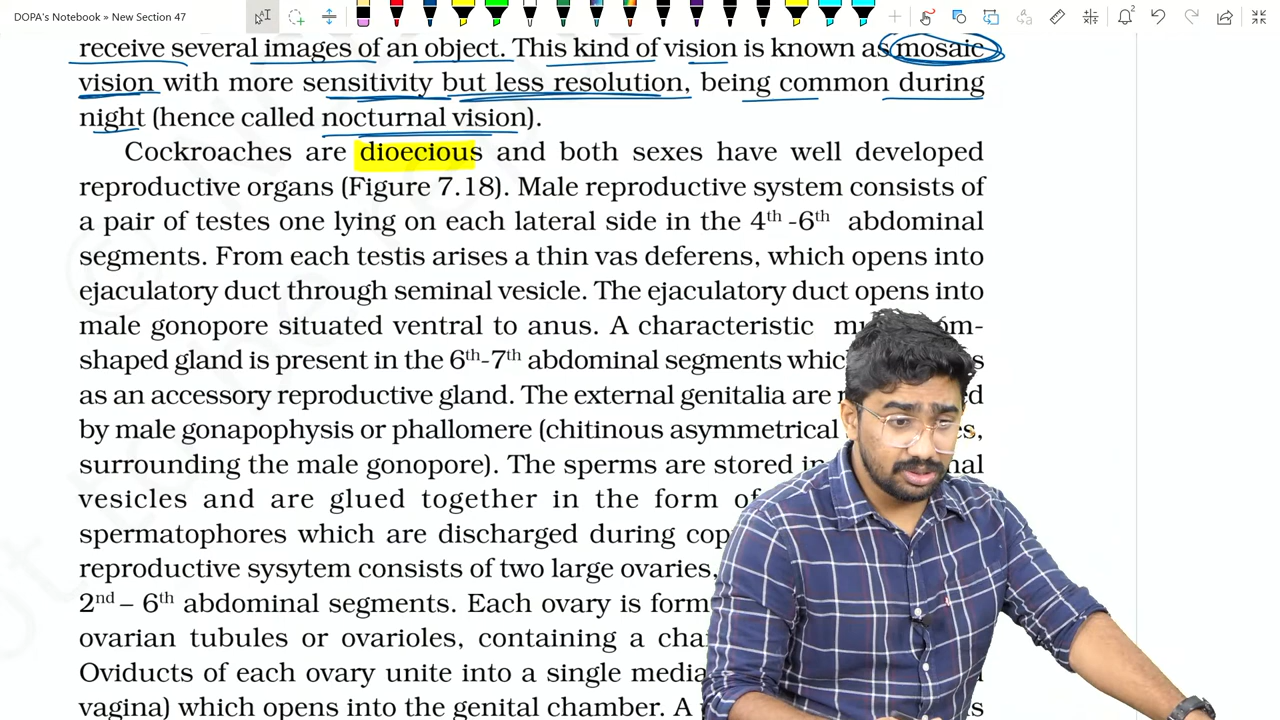 DOPA's Notebook » New Section 47
receive several images of an object. This kind of vision is known as mosaic
vision with more sensitivity but less resolution, being common during
night (hence called nocturnal vision).
Cockroaches are dioecious and both sexes have well developed
reproductive organs (Figure 7.18). Male reproductive system consists of
a pair of testes one lying on each lateral side in the 4th -6th abdominal
segments. From each testis arises a thin vas deferens, which opens into
ejaculatory duct through seminal vesicle. The ejaculatory duct opens into
male gonopore situated ventral to anus. A characteristic
shaped gland is present in the 6th-7th abdominal segments
as an accessory reproductive gland. The external genitalia are
by male gonapophysis or phallomere (chitinous asymmetrical
surrounding the male gonopore). The sperms are stored
vesicles and are glued together in the form of
spermatophores which are discharged during
reproductive sysytem consists of two large ovaries,
2nd – 6th abdominal segments. Each ovary is
ovarian tubules or ovarioles, containing a
Oviducts of each ovary unite into a single
vagina) which opens into the genital chamber. A